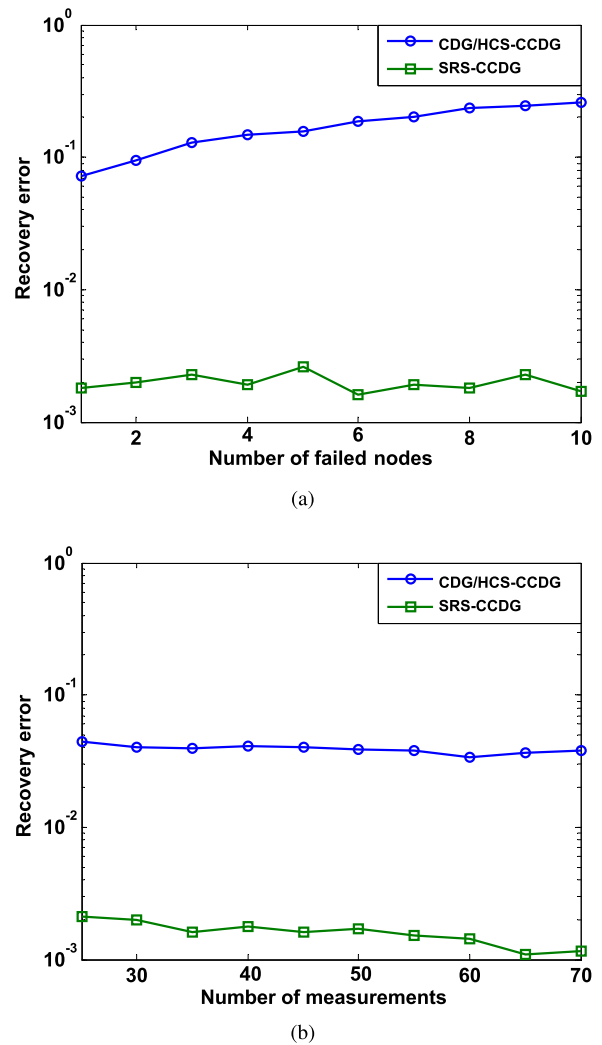 10^0
CDG/HCS-CCDG
SRS-CCDG
10^-1
Recovery error
10^-2
10^-3
2 4 6 8 10
Number of failed nodes
(a)
10^0
CDG/HCS-CCDG
SRS-CCDG
10^-1
Recovery error
10^-2
10^-3
30 40 50 60 70
Number of measurements
(b)